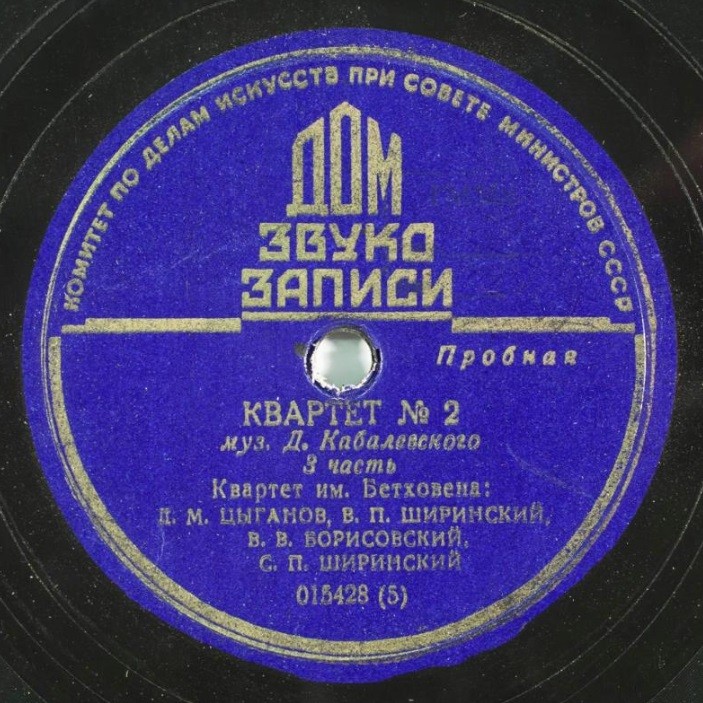 КОМИТЕТ ПО ДЕЛАМ ИСКУССТВ ПРИ СОВЕТЕ МИНИСТРОВ СССР
ДОМ
ЗВУКО
ЗАПИСИ
Пробная
КВАРТЕТ № 2
муз. Д. Кабалевского
3 часть
Квартет им. Бетховена:
Д. М. ЦЫГАНОВ, В. П. ШИРИНСКИЙ,
В. В. БОРИСОВСКИЙ,
С. П. ШИРИНСКИЙ
015428 (5)